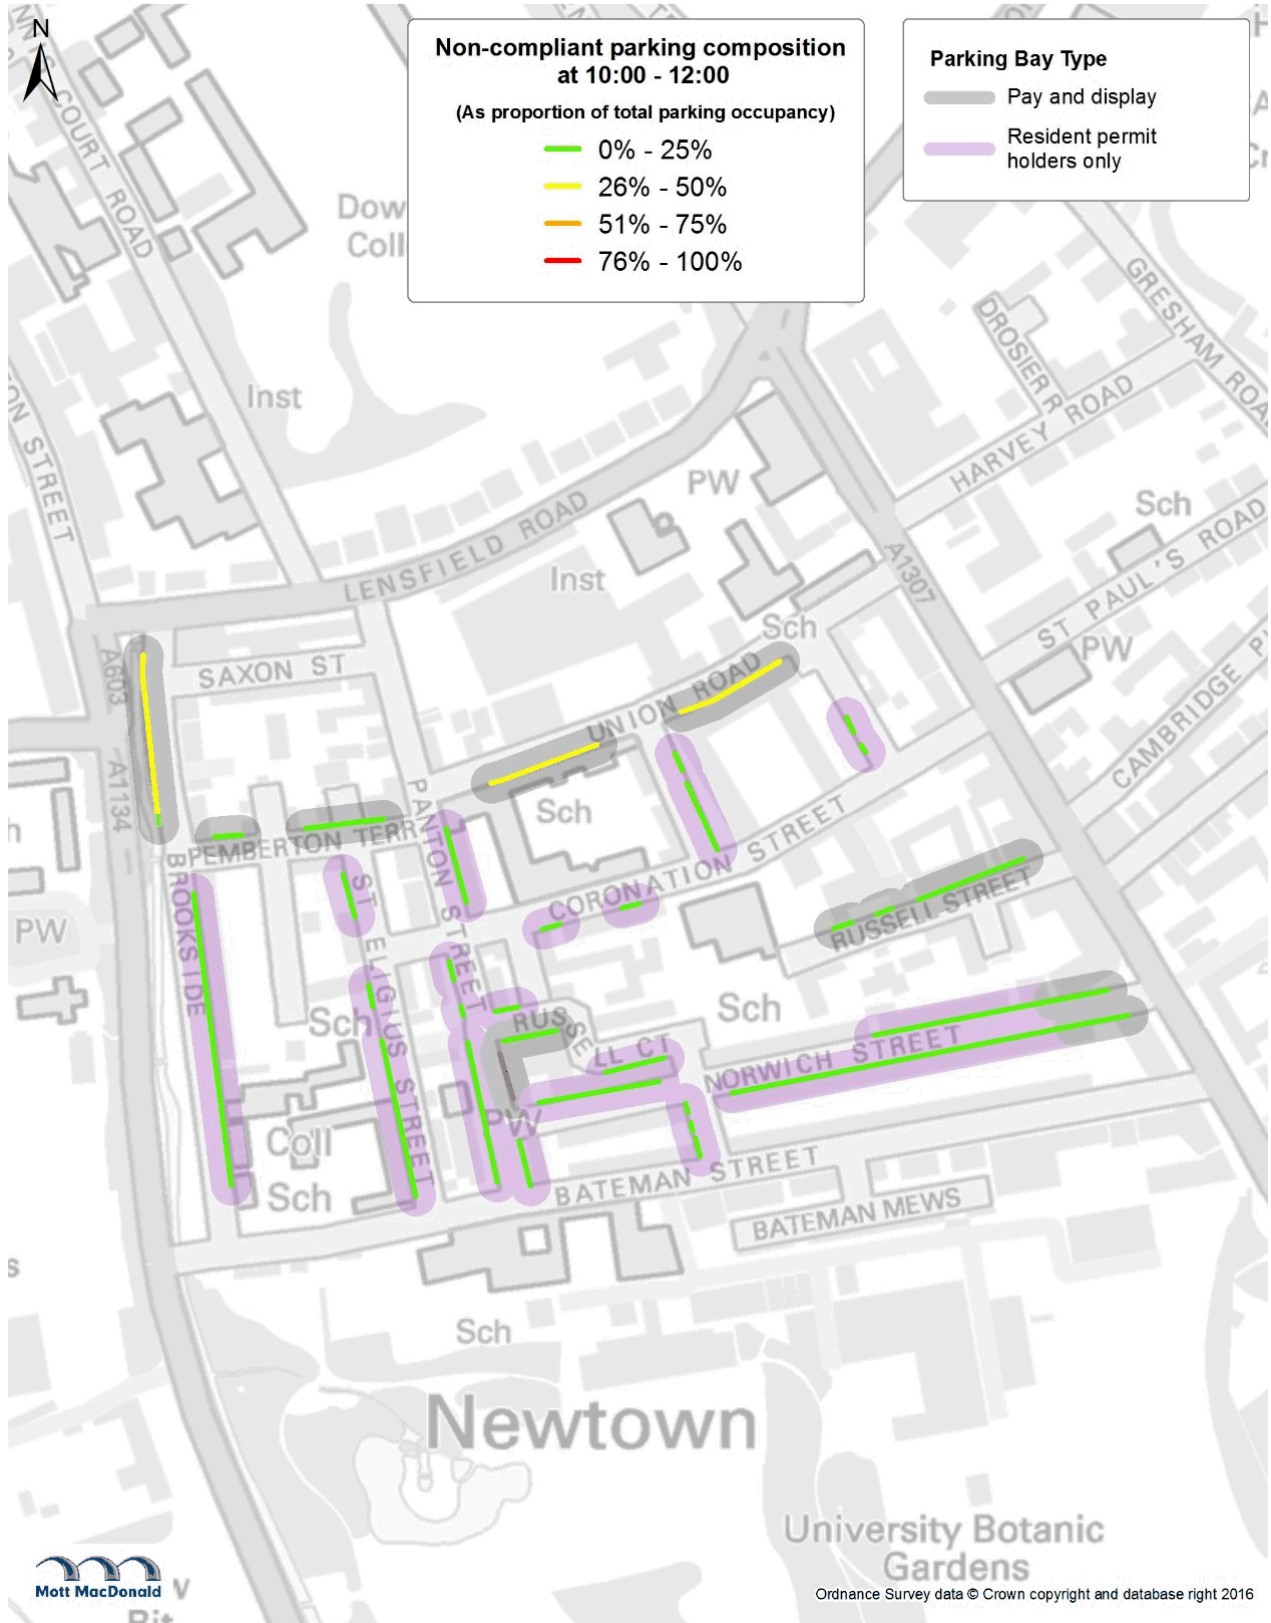 N
Non-compliant parking composition
at 10:00 - 12:00
(As proportion of total parking occupancy)
0% - 25%
26% - 50%
51% - 75%
76% - 100%
Parking Bay Type
Pay and display
Resident permit
holders only
COURT ROAD
Dow
Coll
GRESHAM ROA
DROSIER R
HARVEY ROAD
Inst
ON STREET
PW
Sch
LENSFIELD ROAD
Inst
A1307
ST PAUL'S ROAD
Sch
PW
A603
SAXON ST
UNION ROAD
CAMBRIDGE P
A1134
PANTON STREET
Sch
PEMBERTON TERR
BROOKSIDE
ST ELIGIUS STREET
CORONATION STREET
PW
RUSSELL STREET
Sch
Sch
RUSSELL CT
NORWICH STREET
PW
Coll
Sch
BATEMAN STREET
BATEMAN MEWS
s
Sch
Newtown
University Botanic
Gardens
Mott MacDonald
Ordnance Survey data © Crown copyright and database right 2016